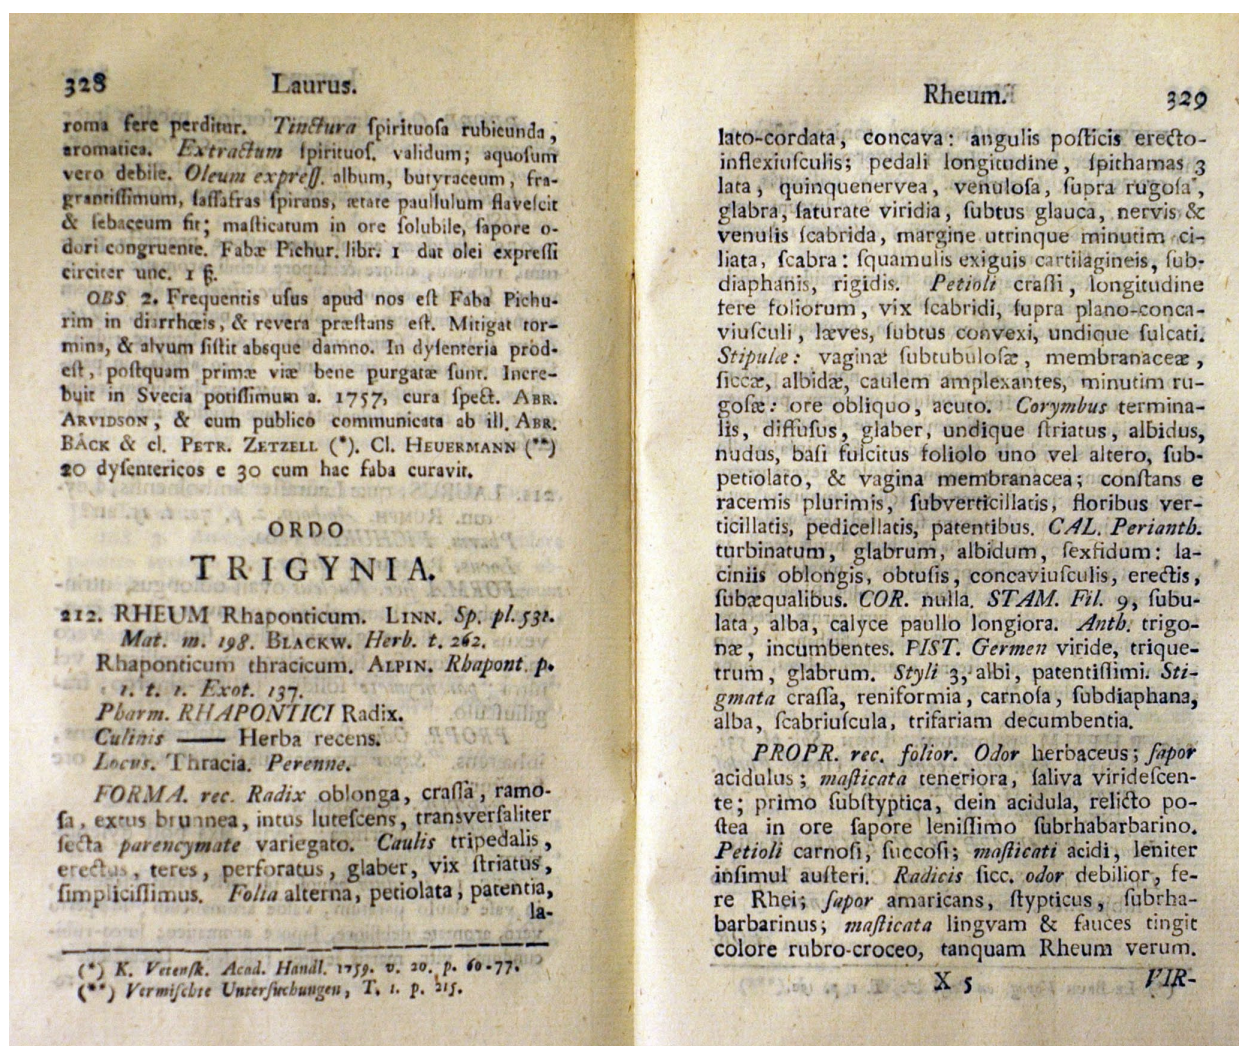 328 Laurus.
roma fere perditur. Tinctura ſpirituoſa rubicunda,
aromatica. Extractum ſpirituoſ. validum; aquoſum
vero debile. Oleum expreſſ. album, butyraceum, fra-
grantiſſimum, ſaſſafras ſpirans, ætate pauſlulum flaveſcit
& ſebaceum fit; maſticatum in ore ſolubile, ſapore o-
dori congruente. Fabæ Pichur. libr. 1 dat olei expreſſi
circiter unc. 1 ß.
OBS 2. Frequentis uſus apud nos eſt Faba Pichu-
rim in diarrhœis, & revera præſtans eſt. Mitigat tor-
mina, & alvum ſiſtit absque damno. In dyſenteria prod-
eſt, poſtquam primæ viæ bene purgatæ ſunt. Incre-
buit in Svecia potiſſimum a. 1757, cura ſpect. ABR.
ARVIDSON, & cum publico communicata ab ill. ABR.
BÄCK & cl. PETR. ZETZELL (*). Cl. HEUERMANN (**)
20 dyſentericos e 30 cum hac faba curavit.
ORDO
TRIGYNIA.
212. RHEUM Rhaponticum. LINN. Sp. pl. 531.
Mat. m. 198. BLACKW. Herb. t. 262.
Rhaponticum thracicum. ALPIN. Rhapont. p.
1. t. 1. Exot. 137.
Pharm. RHAPONTICI Radix.
Culinis —— Herba recens.
Locus. Thracia. Perenne.
FORMA. rec. Radix oblonga, craſſa, ramo-
ſa, extus brunnea, intus luteſcens, transverſaliter
ſecta parencymate variegato. Caulis tripedalis,
erectus, teres, perforatus, glaber, vix ſtriatus,
ſimpliciſſimus. Folia alterna, petiolata, patentia,
la-
(*) K. Vetenſk. Acad. Handl. 1759. v. 20. p. 60-77.
(**) Vermiſchte Unterſuchungen, T. 1. p. 215.
Rheum. 329
lato-cordata, concava: angulis poſticis erecto-
inflexiuſculis; pedali longitudine, ſpithamas 3
lata, quinquenervea, venuloſa, ſupra rugoſa,
glabra, ſaturate viridia, ſubtus glauca, nervis &
venulis ſcabrida, margine utrinque minutim ci-
liata, ſcabra: ſquamulis exiguis cartilagineis, ſub-
diaphanis, rigidis. Petioli craſſi, longitudine
fere foliorum, vix ſcabridi, ſupra plano-conca-
viuſculi, læves, ſubtus convexi, undique ſulcati.
Stipulæ: vaginæ ſubtubuloſæ, membranaceæ,
ſiccæ, albidæ, caulem amplexantes, minutim ru-
goſæ: ore obliquo, acuto. Corymbus termina-
lis, diffuſus, glaber, undique ſtriatus, albidus,
nudus, baſi fulcitus foliolo uno vel altero, ſub-
petiolato, & vagina membranacea; conſtans e
racemis plurimis, ſubverticillatis, floribus ver-
ticillatis, pedicellatis, patentibus. CAL. Perianth.
turbinatum, glabrum, albidum, ſexfidum: la-
ciniis oblongis, obtuſis, concaviuſculis, erectis,
ſubæqualibus. COR. nulla. STAM. Fil. 9, ſubu-
lata, alba, calyce paullo longiora. Anth. trigo-
næ, incumbentes. PIST. Germen viride, trique-
trum, glabrum. Styli 3, albi, patentiſſimi. Sti-
gmata craſſa, reniformia, carnoſa, ſubdiaphana,
alba, ſcabriuſcula, trifariam decumbentia.
PROPR. rec. folior. Odor herbaceus; ſapor
acidulus; maſticata teneriora, ſaliva viridеſcen-
te; primo ſubſtyptica, dein acidula, relicto po-
ſtea in ore ſapore leniſſimo ſubrhabarbarino.
Petioli carnoſi, ſuccoſi; maſticati acidi, leniter
inſimul auſteri. Radicis ſicc. odor debilior, fe-
re Rhei; ſapor amaricans, ſtypticus, ſubrha-
barbarinus; maſticata lingvam & fauces tingit
colore rubro-croceo, tanquam Rheum verum.
X 5 VIR-